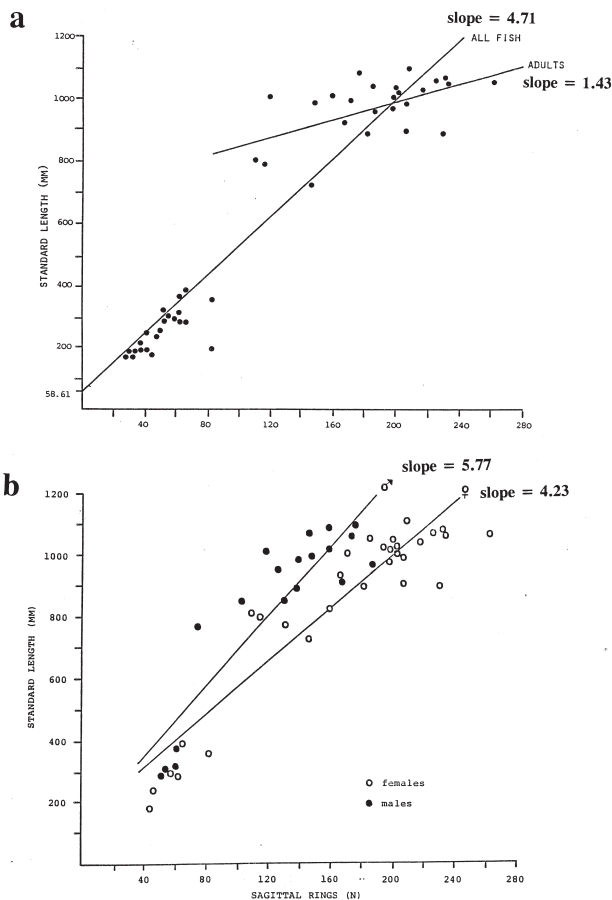 a
slope = 4.71
ALL FISH
ADULTS
slope = 1.43
STANDARD LENGTH (MM)
1200
1000
800
600
400
200
58.61
40 80 120 160 200 240 280
b
slope = 5.77
♂
♀ slope = 4.23
STANDARD LENGTH (MM)
1200
1000
800
600
400
200
○ females
● males
40 80 120 160 200 240 280
SAGITTAL RINGS (N)